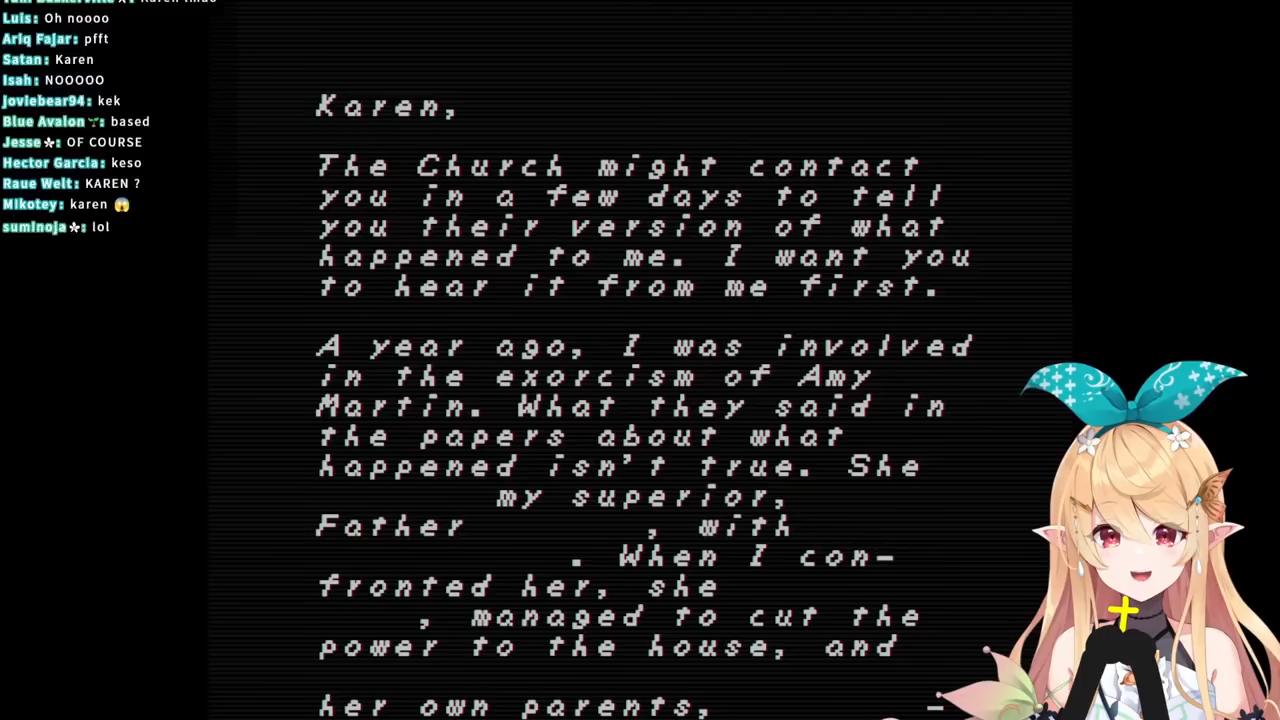 Luis: Oh noooo
Ariq Fajar: pfft
Satan: Karen
Isah: NOOOOO
Joviebear94: kek
Blue Avalon: based
Jesse: OF COURSE
Hector Garcia: keso
Raue Welt: KAREN ?
Mikotey: karen 😱
suminoja: lol
Karen,
The Church might contact
you in a few days to tell
you their version of what
happened to me. I want you
to hear it from me first.
A year ago, I was involved
in the exorcism of Amy
Martin. What they said in
the papers about what
happened isn't true. She
my superior,
Father , with
. When I con-
fronted her, she
, managed to cut the
power to the house, and
her own parents, -